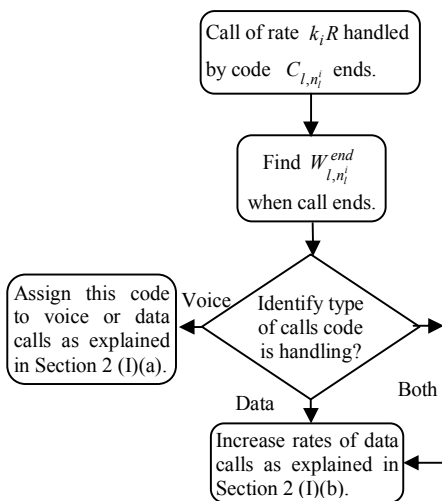 Call of rate k_iR handled
by code C_{l,n_l^i} ends.
Find W_{l,n_l^i}^{end}
when call ends.
Identify type
of calls code
is handling?
Voice
Assign this code
to voice or data
calls as explained
in Section 2 (I)(a).
Data
Both
Increase rates of data
calls as explained in
Section 2 (I)(b).